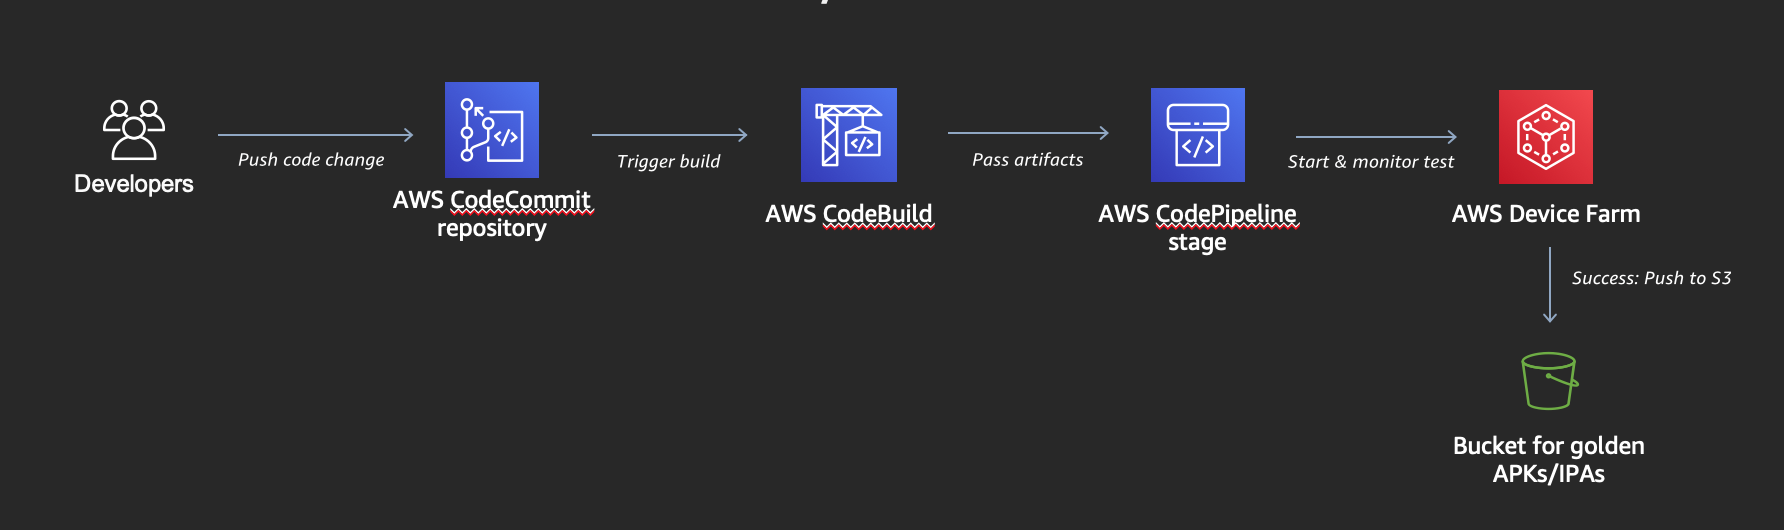 Developers
Push code change
AWS CodeCommit
repository
Trigger build
AWS CodeBuild
Pass artifacts
AWS CodePipeline
stage
Start & monitor test
AWS Device Farm
Success: Push to S3
Bucket for golden
APKs/IPAs